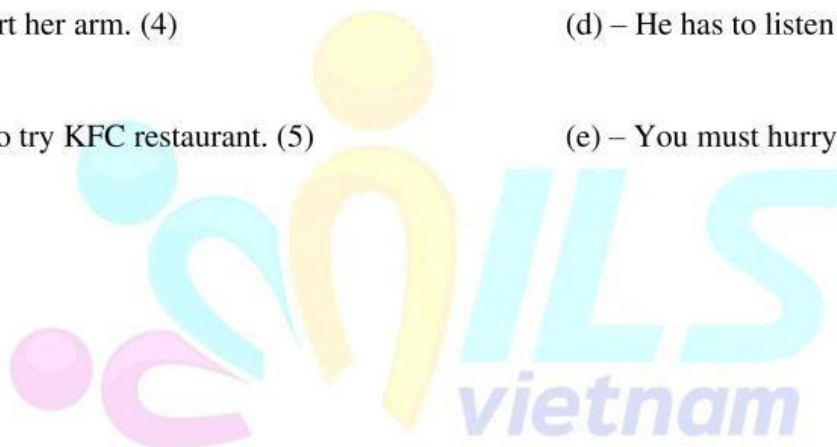 rt her arm. (4) (d) – He has to listen
o try KFC restaurant. (5) (e) – You must hurry
ILS
vietnam